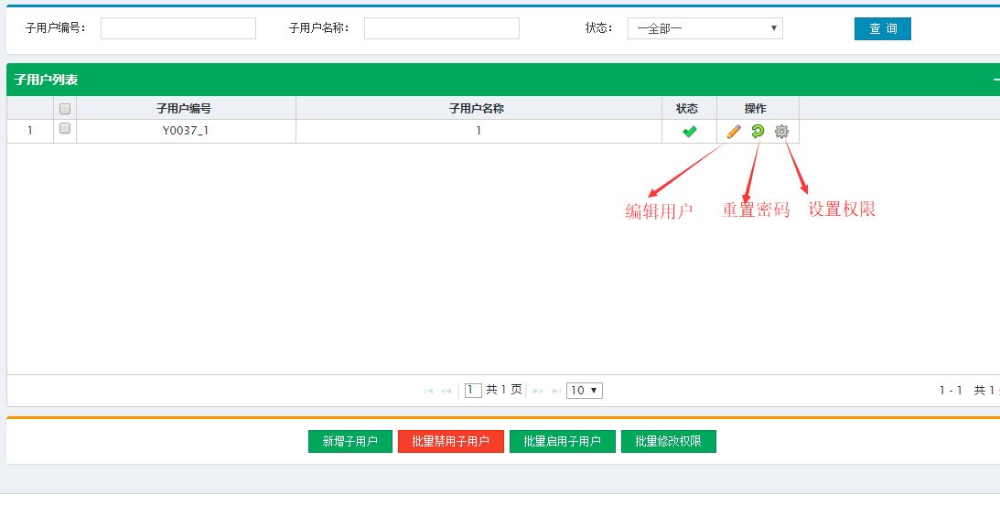 子用户编号： 子用户名称： 状态： —全部— 查 询
子用户列表
子用户编号 子用户名称 状态 操作
1 Y0037_1 1
编辑用户 重置密码 设置权限
1 共 1 页 10 1 - 1 共 1
新增子用户 批量禁用子用户 批量启用子用户 批量修改权限